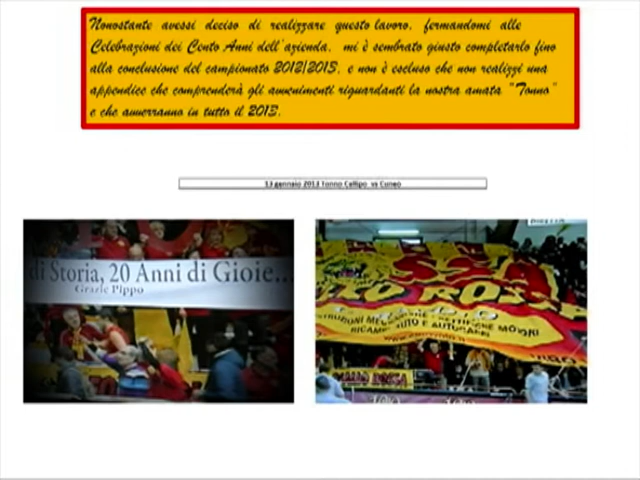 Nonostante avessi deciso di realizzare questo lavoro, fermandomi alle
Celebrazioni dei Cento Anni dell'azienda, mi è sembrato giusto completarlo fino
alla conclusione del campionato 2012/2013, e non è escluso che non realizzi una
appendice che comprenderà gli avvenimenti riguardanti la nostra amata "Tonno"
e che avverranno in tutto il 2013.
13 gennaio 2013 Tonno Callipo vs Cuneo
di Storia, 20 Anni di Gioie...
Grazie Pippo
RICAMBI AUTO E AUTOCARRI